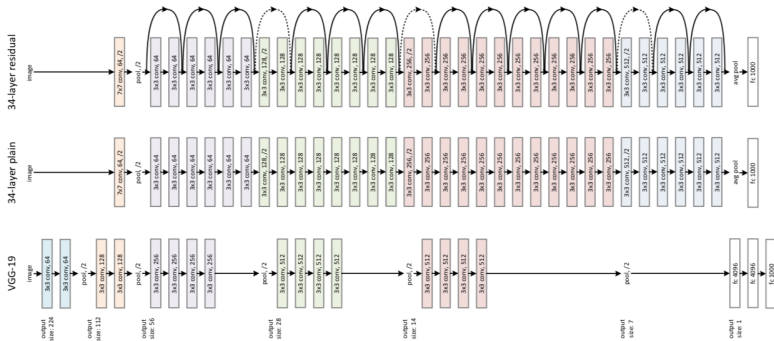 34-layer residual
image
7x7 conv, 64, /2
pool, /2
3x3 conv, 64
3x3 conv, 64
3x3 conv, 64
3x3 conv, 64
3x3 conv, 64
3x3 conv, 64
3x3 conv, 128, /2
3x3 conv, 128
3x3 conv, 128
3x3 conv, 128
3x3 conv, 128
3x3 conv, 128
3x3 conv, 128
3x3 conv, 128
3x3 conv, 256, /2
3x3 conv, 256
3x3 conv, 256
3x3 conv, 256
3x3 conv, 256
3x3 conv, 256
3x3 conv, 256
3x3 conv, 256
3x3 conv, 256
3x3 conv, 256
3x3 conv, 256
3x3 conv, 256
3x3 conv, 512, /2
3x3 conv, 512
3x3 conv, 512
3x3 conv, 512
3x3 conv, 512
3x3 conv, 512
avg pool
fc 1000
34-layer plain
image
7x7 conv, 64, /2
pool, /2
3x3 conv, 64
3x3 conv, 64
3x3 conv, 64
3x3 conv, 64
3x3 conv, 64
3x3 conv, 64
3x3 conv, 128, /2
3x3 conv, 128
3x3 conv, 128
3x3 conv, 128
3x3 conv, 128
3x3 conv, 128
3x3 conv, 128
3x3 conv, 128
3x3 conv, 256, /2
3x3 conv, 256
3x3 conv, 256
3x3 conv, 256
3x3 conv, 256
3x3 conv, 256
3x3 conv, 256
3x3 conv, 256
3x3 conv, 256
3x3 conv, 256
3x3 conv, 256
3x3 conv, 256
3x3 conv, 512, /2
3x3 conv, 512
3x3 conv, 512
3x3 conv, 512
3x3 conv, 512
3x3 conv, 512
avg pool
fc 1000
VGG-19
image
3x3 conv, 64
3x3 conv, 64
pool, /2
3x3 conv, 128
3x3 conv, 128
pool, /2
3x3 conv, 256
3x3 conv, 256
3x3 conv, 256
3x3 conv, 256
pool, /2
3x3 conv, 512
3x3 conv, 512
3x3 conv, 512
3x3 conv, 512
pool, /2
3x3 conv, 512
3x3 conv, 512
3x3 conv, 512
3x3 conv, 512
pool, /2
fc 4096
fc 4096
fc 1000
output
size: 224
output
size: 112
output
size: 56
output
size: 28
output
size: 14
output
size: 7
output
size: 1